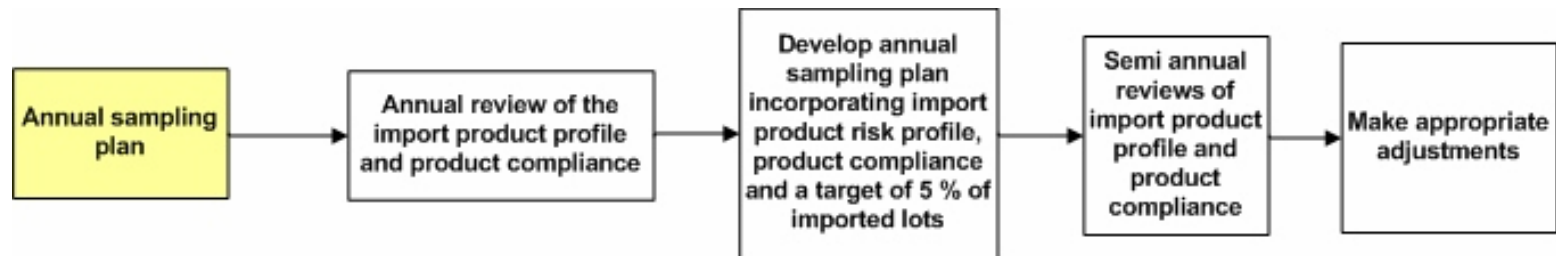 Annual sampling
plan
Annual review of the
import product profile
and product compliance
Develop annual
sampling plan
incorporating import
product risk profile,
product compliance
and a target of 5 % of
imported lots
Semi annual
reviews of
import product
profile and
product
compliance
Make appropriate
adjustments